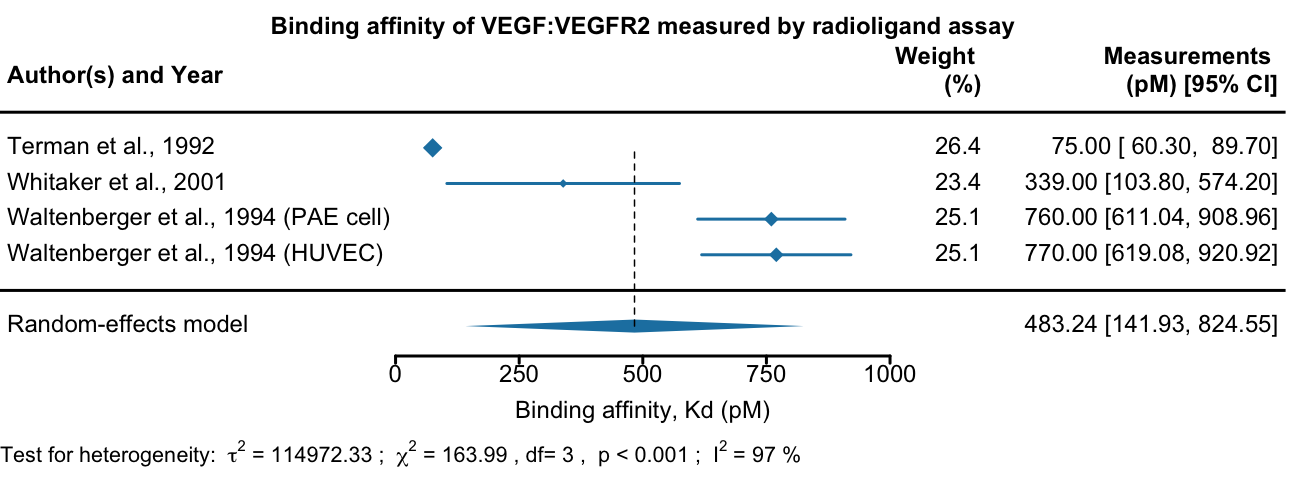 Binding affinity of VEGF:VEGFR2 measured by radioligand assay
Author(s) and Year Weight (%) Measurements (pM) [95% CI]
Terman et al., 1992 26.4 75.00 [ 60.30, 89.70]
Whitaker et al., 2001 23.4 339.00 [103.80, 574.20]
Waltenberger et al., 1994 (PAE cell) 25.1 760.00 [611.04, 908.96]
Waltenberger et al., 1994 (HUVEC) 25.1 770.00 [619.08, 920.92]
Random-effects model 483.24 [141.93, 824.55]
0 250 500 750 1000
Binding affinity, Kd (pM)
Test for heterogeneity: τ² = 114972.33 ; χ² = 163.99 , df= 3 , p < 0.001 ; I² = 97 %